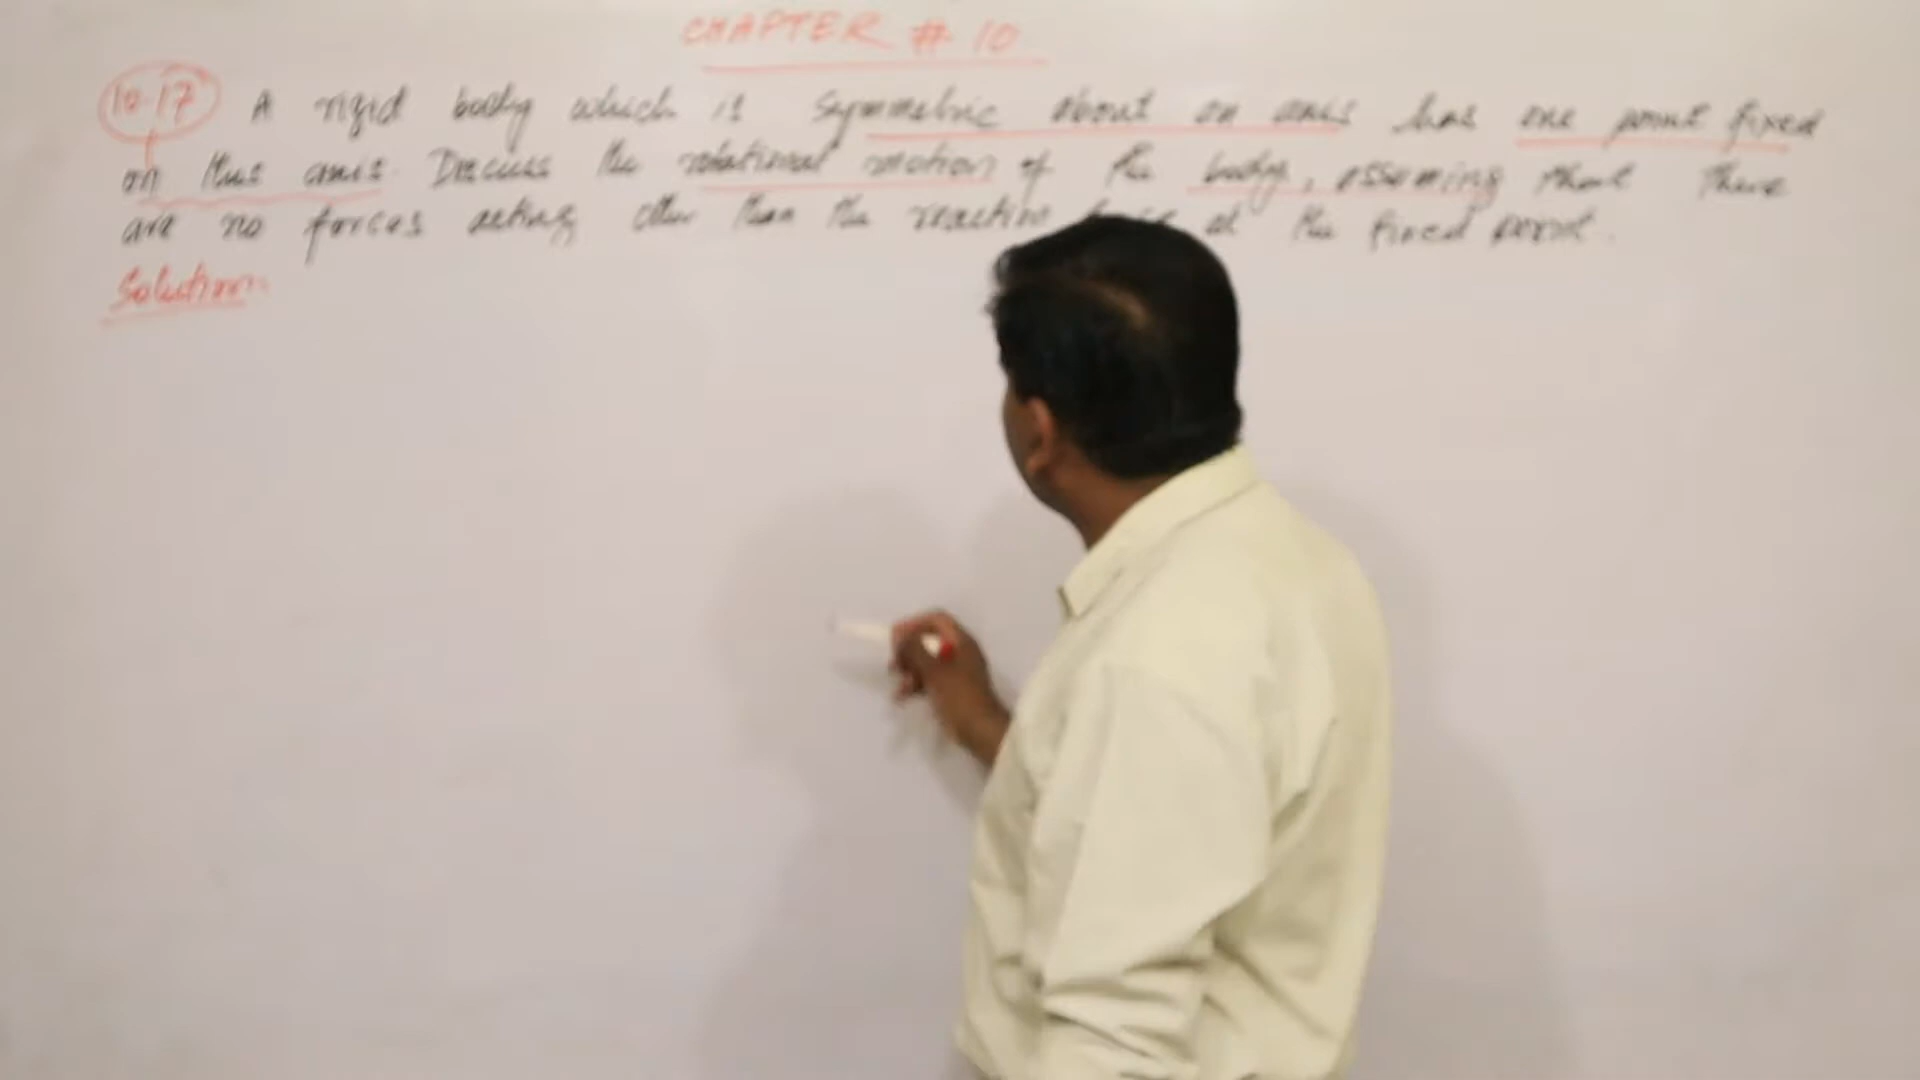 CHAPTER # 10
10.17 A rigid body which is symmetric about an axis has one point fixed
on this axis. Discuss the rotational motion of the body, assuming that there
are no forces acting other than the reaction at the fixed point.
Solution: